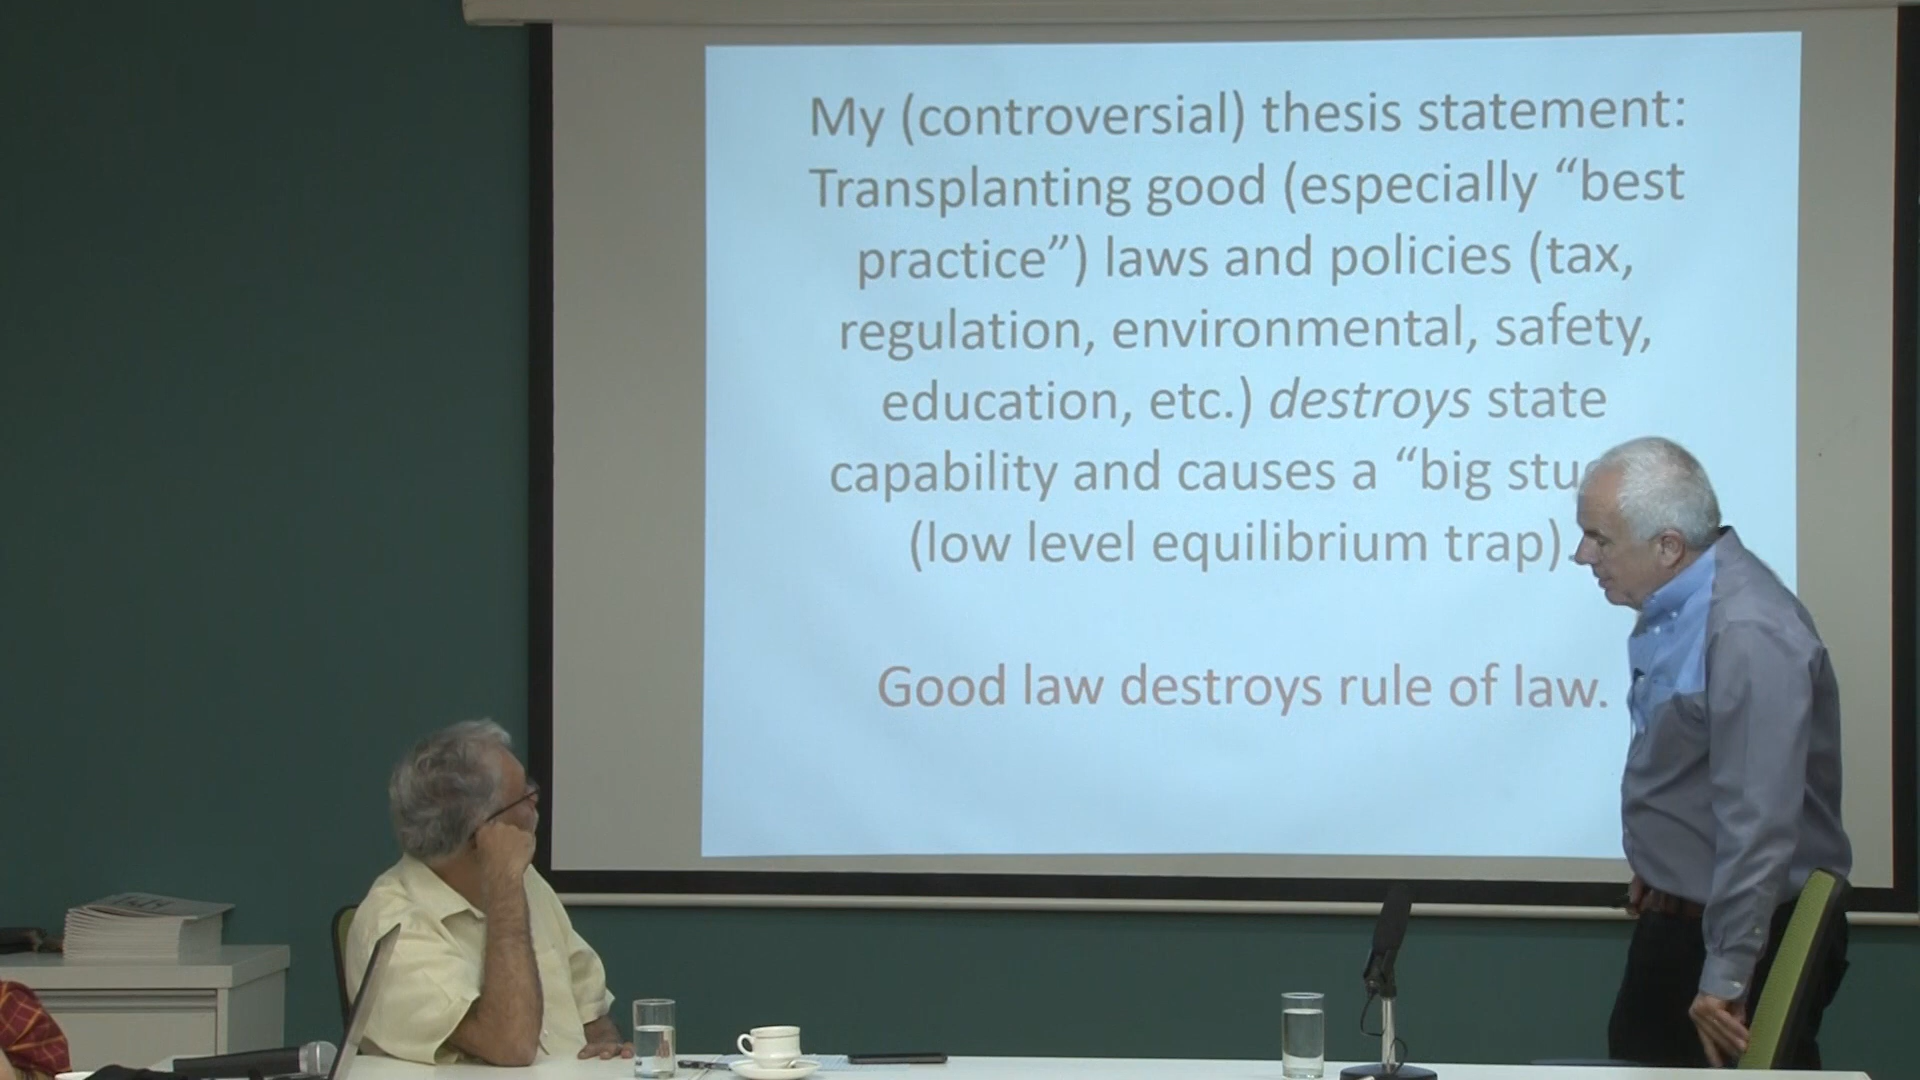 My (controversial) thesis statement:
Transplanting good (especially “best
practice”) laws and policies (tax,
regulation, environmental, safety,
education, etc.) destroys state
capability and causes a “big
(low level equilibrium trap).
Good law destroys rule of law.